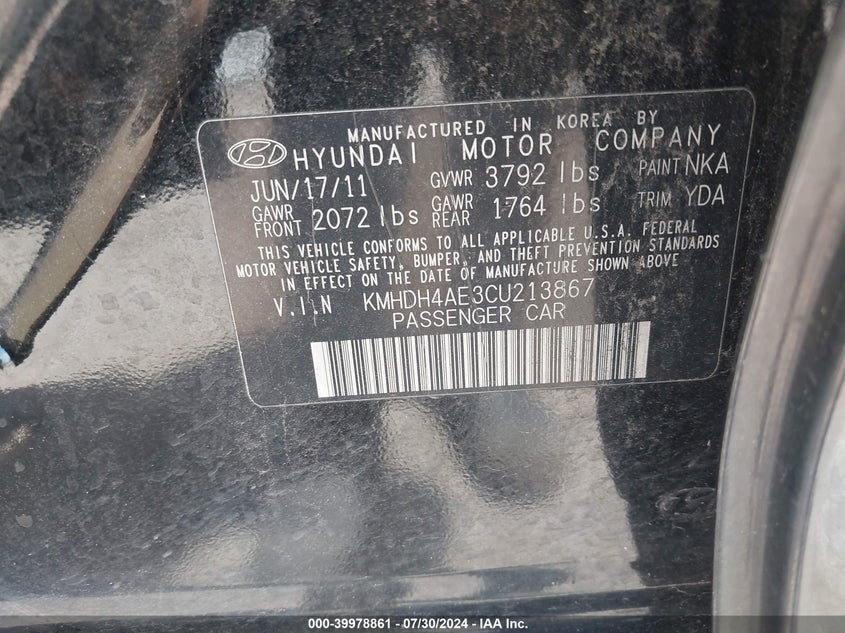 MANUFACTURED IN KOREA BY
HYUNDAI MOTOR COMPANY
JUN/17/11 GVWR 3792 lbs PAINT NKA
GAWR FRONT 2072 lbs GAWR REAR 1764 lbs TRIM YDA
THIS VEHICLE CONFORMS TO ALL APPLICABLE U.S.A. FEDERAL
MOTOR VEHICLE SAFETY, BUMPER, AND THEFT PREVENTION STANDARDS
IN EFFECT ON THE DATE OF MANUFACTURE SHOWN ABOVE
V.I.N KMHDH4AE3CU213867
PASSENGER CAR
000-39978861 - 07/30/2024 - IAA Inc.